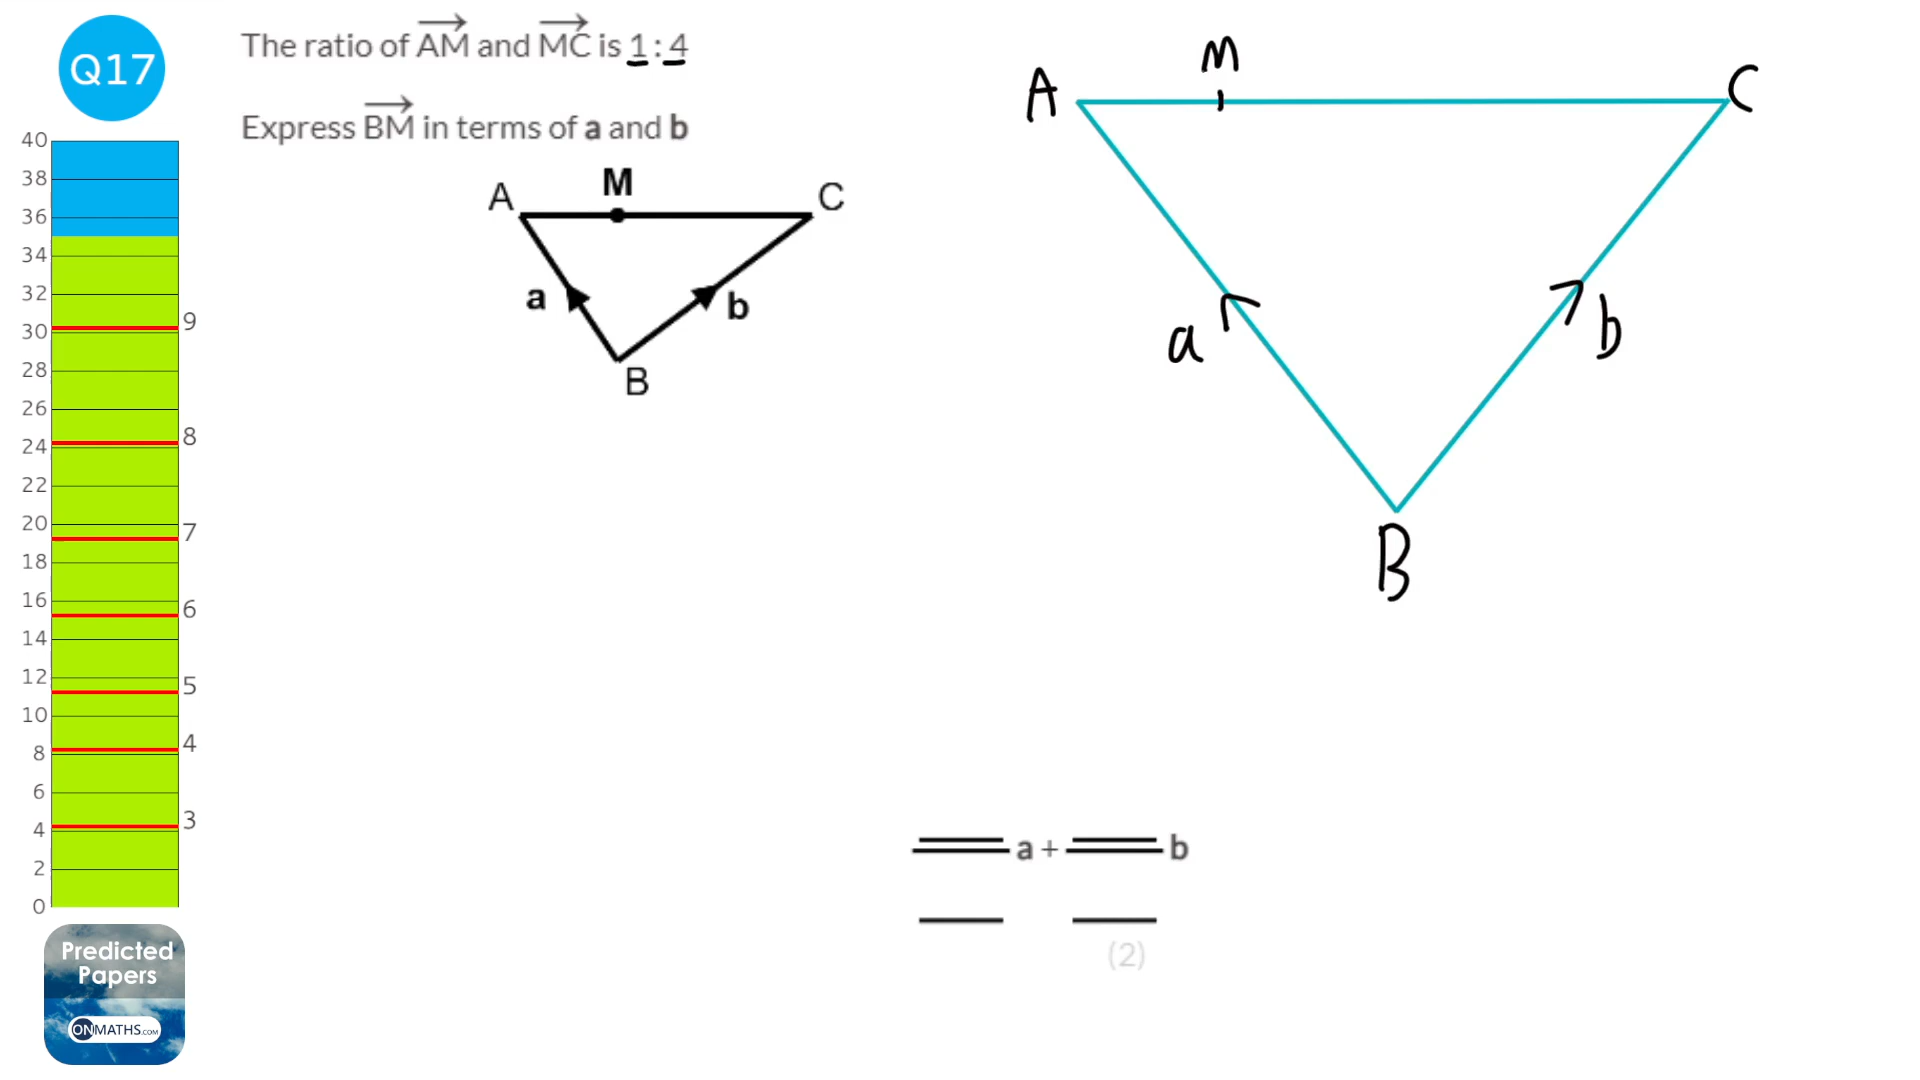 Q17
The ratio of AM and MC is 1 : 4
Express BM in terms of a and b
A
M
C
a
b
B
A
M
C
a
b
B
40
38
36
34
32
30
28
26
24
22
20
18
16
14
12
10
8
6
4
2
0
9
8
7
6
5
4
3
a + b
(2)
Predicted
Papers
ONMATHS.COM